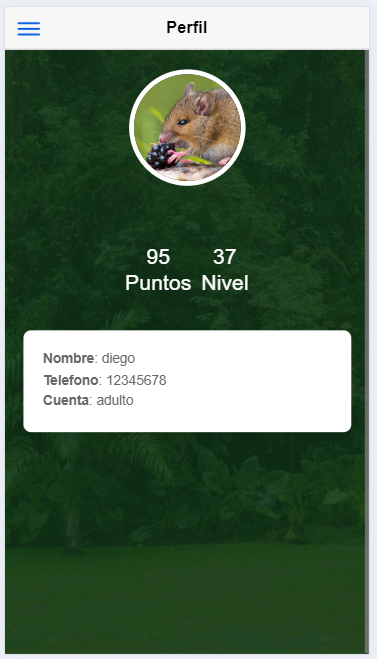 Perfil
95 37
Puntos Nivel
Nombre: diego
Telefono: 12345678
Cuenta: adulto